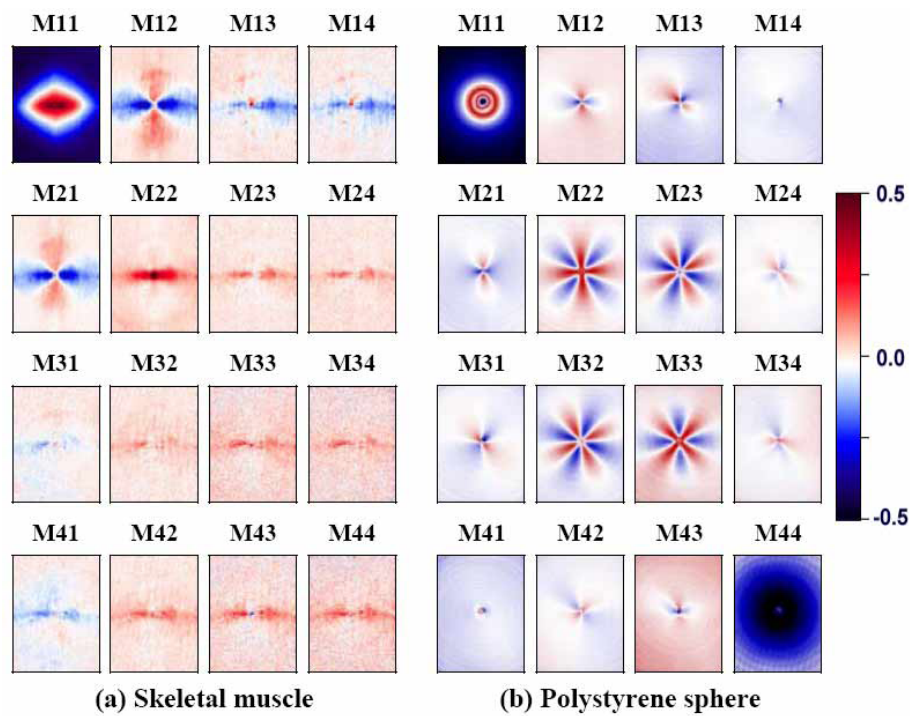 M11 M12 M13 M14 M11 M12 M13 M14
M21 M22 M23 M24 M21 M22 M23 M24
0.5
M31 M32 M33 M34 M31 M32 M33 M34
0.0
M41 M42 M43 M44 M41 M42 M43 M44
-0.5
(a) Skeletal muscle (b) Polystyrene sphere